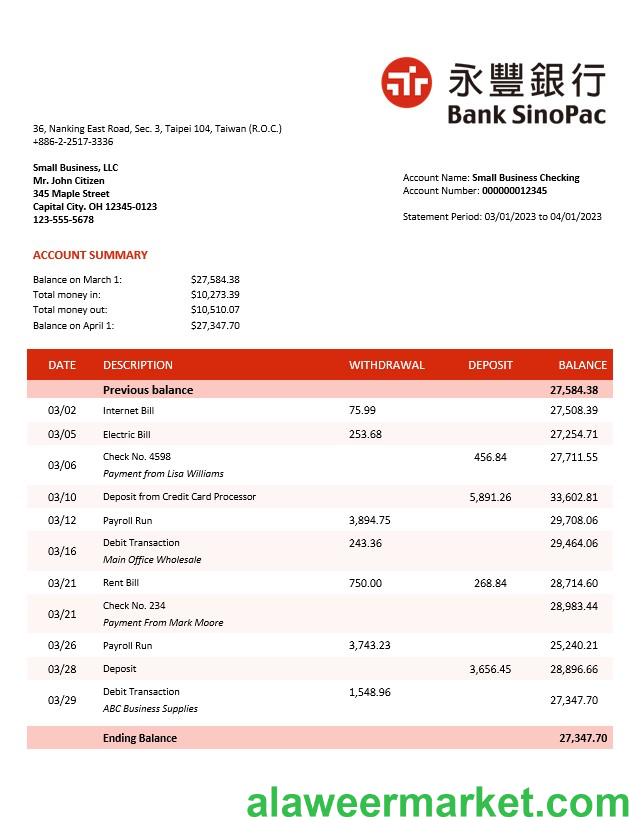 永豐銀行
Bank SinoPac
36, Nanking East Road, Sec. 3, Taipei 104, Taiwan (R.O.C.)
+886-2-2517-3336
Small Business, LLC
Mr. John Citizen
345 Maple Street
Capital City. OH 12345-0123
123-555-5678
Account Name: Small Business Checking
Account Number: 000000012345
Statement Period: 03/01/2023 to 04/01/2023
ACCOUNT SUMMARY
Balance on March 1: $27,584.38
Total money in: $10,273.39
Total money out: $10,510.07
Balance on April 1: $27,347.70
DATE DESCRIPTION WITHDRAWAL DEPOSIT BALANCE
Previous balance 27,584.38
03/02 Internet Bill 75.99 27,508.39
03/05 Electric Bill 253.68 27,254.71
03/06 Check No. 4598 456.84 27,711.55
Payment from Lisa Williams
03/10 Deposit from Credit Card Processor 5,891.26 33,602.81
03/12 Payroll Run 3,894.75 29,708.06
03/16 Debit Transaction 243.36 29,464.06
Main Office Wholesale
03/21 Rent Bill 750.00 268.84 28,714.60
03/21 Check No. 234 28,983.44
Payment From Mark Moore
03/26 Payroll Run 3,743.23 25,240.21
03/28 Deposit 3,656.45 28,896.66
03/29 Debit Transaction 1,548.96 27,347.70
ABC Business Supplies
Ending Balance 27,347.70
alaweermarket.com